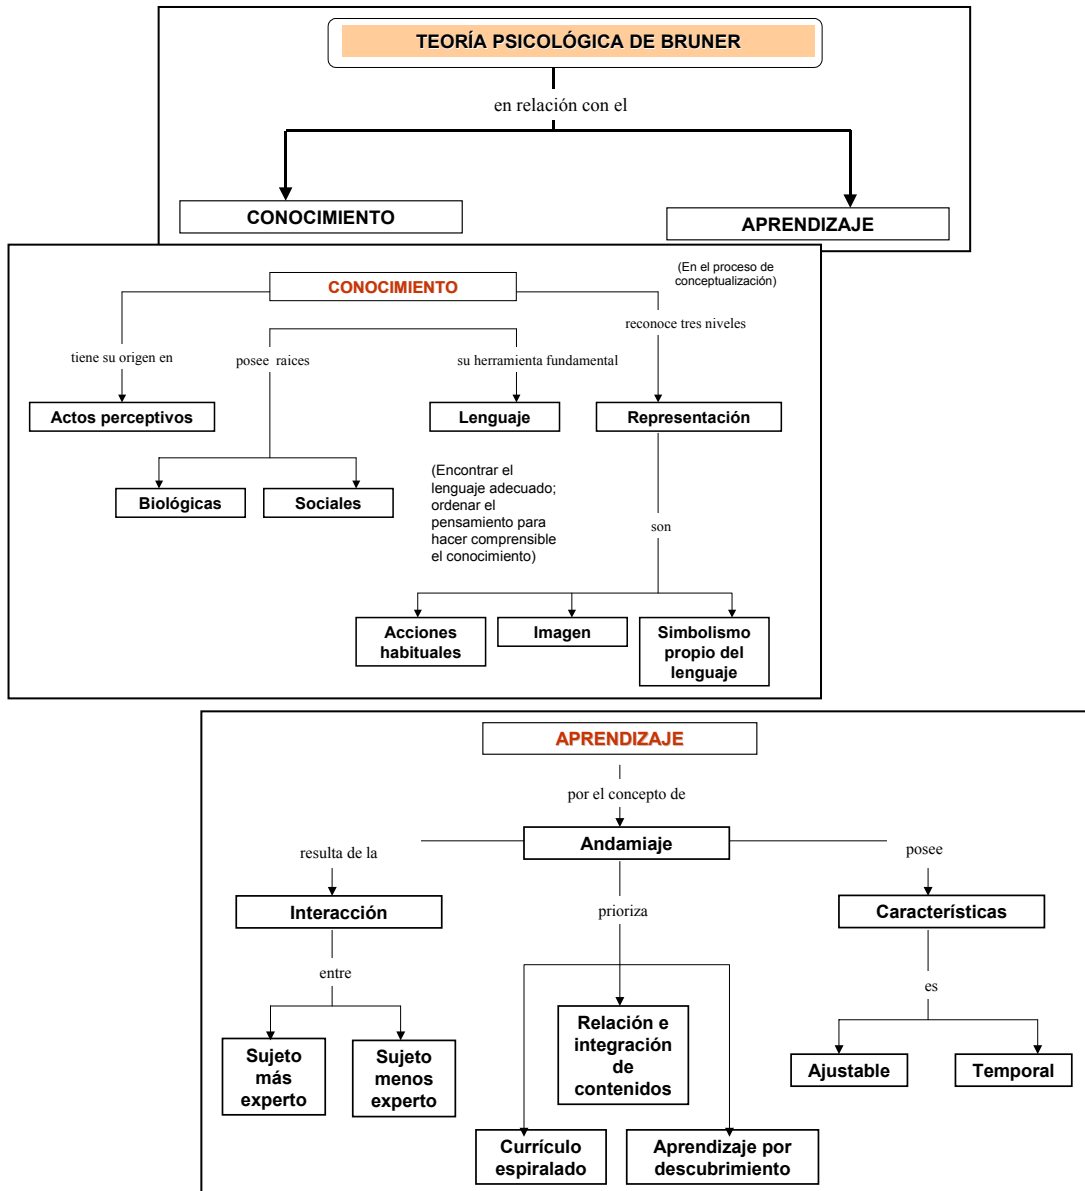 TEORÍA PSICOLÓGICA DE BRUNER
en relación con el
CONOCIMIENTO
APRENDIZAJE
(En el proceso de
conceptualización)
CONOCIMIENTO
reconoce tres niveles
tiene su origen en
posee raices
su herramienta fundamental
Actos perceptivos
Lenguaje
Representación
Biológicas
Sociales
(Encontrar el
lenguaje adecuado;
ordenar el
pensamiento para
hacer comprensible
el conocimiento)
son
Acciones
habituales
Imagen
Simbolismo
propio del
lenguaje
APRENDIZAJE
por el concepto de
Andamiaje
resulta de la
posee
Interacción
prioriza
Características
entre
es
Sujeto
más
experto
Sujeto
menos
experto
Relación e
integración
de
contenidos
Ajustable
Temporal
Currículo
espiralado
Aprendizaje por
descubrimiento